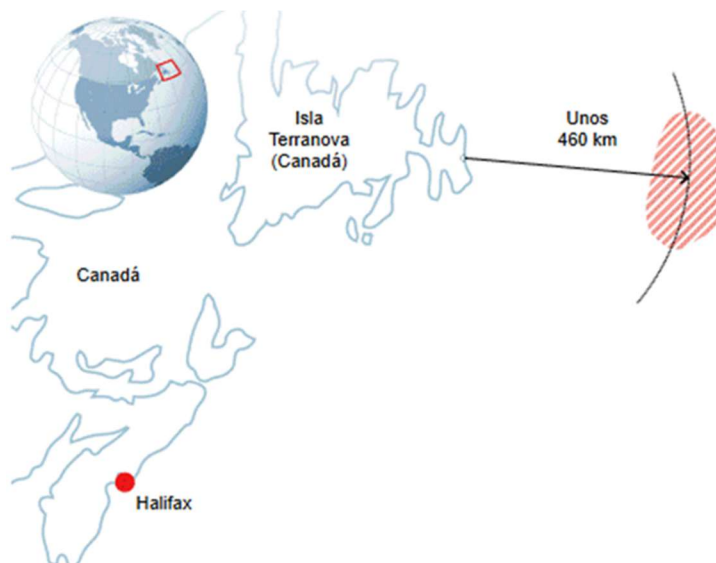 Isla
Terranova
(Canadá)
Unos
460 km
Canadá
Halifax